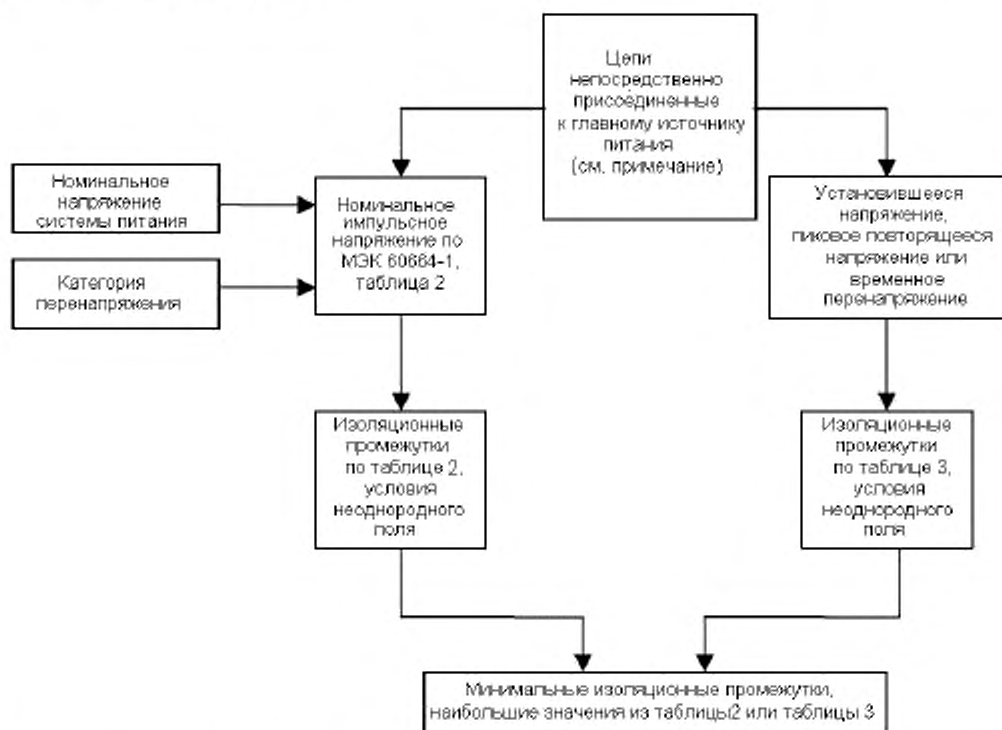 Цепи
непосредственно
присоединенные
к главному источнику
питания
(см. примечание)
Номинальное
напряжение
системы питания
Категория
перенапряжения
Номинальное
импульсное
напряжение по
МЭК 60664-1,
таблица 2
Установившееся
напряжение,
пиковое повторящееся
напряжение или
временное
перенапряжение
Изоляционные
промежутки
по таблице 2,
условия
неоднородного
поля
Изоляционные
промежутки
по таблице 3,
условия
неоднородного
поля
Минимальные изоляционные промежутки,
наибольшие значения из таблицы2 или таблицы 3